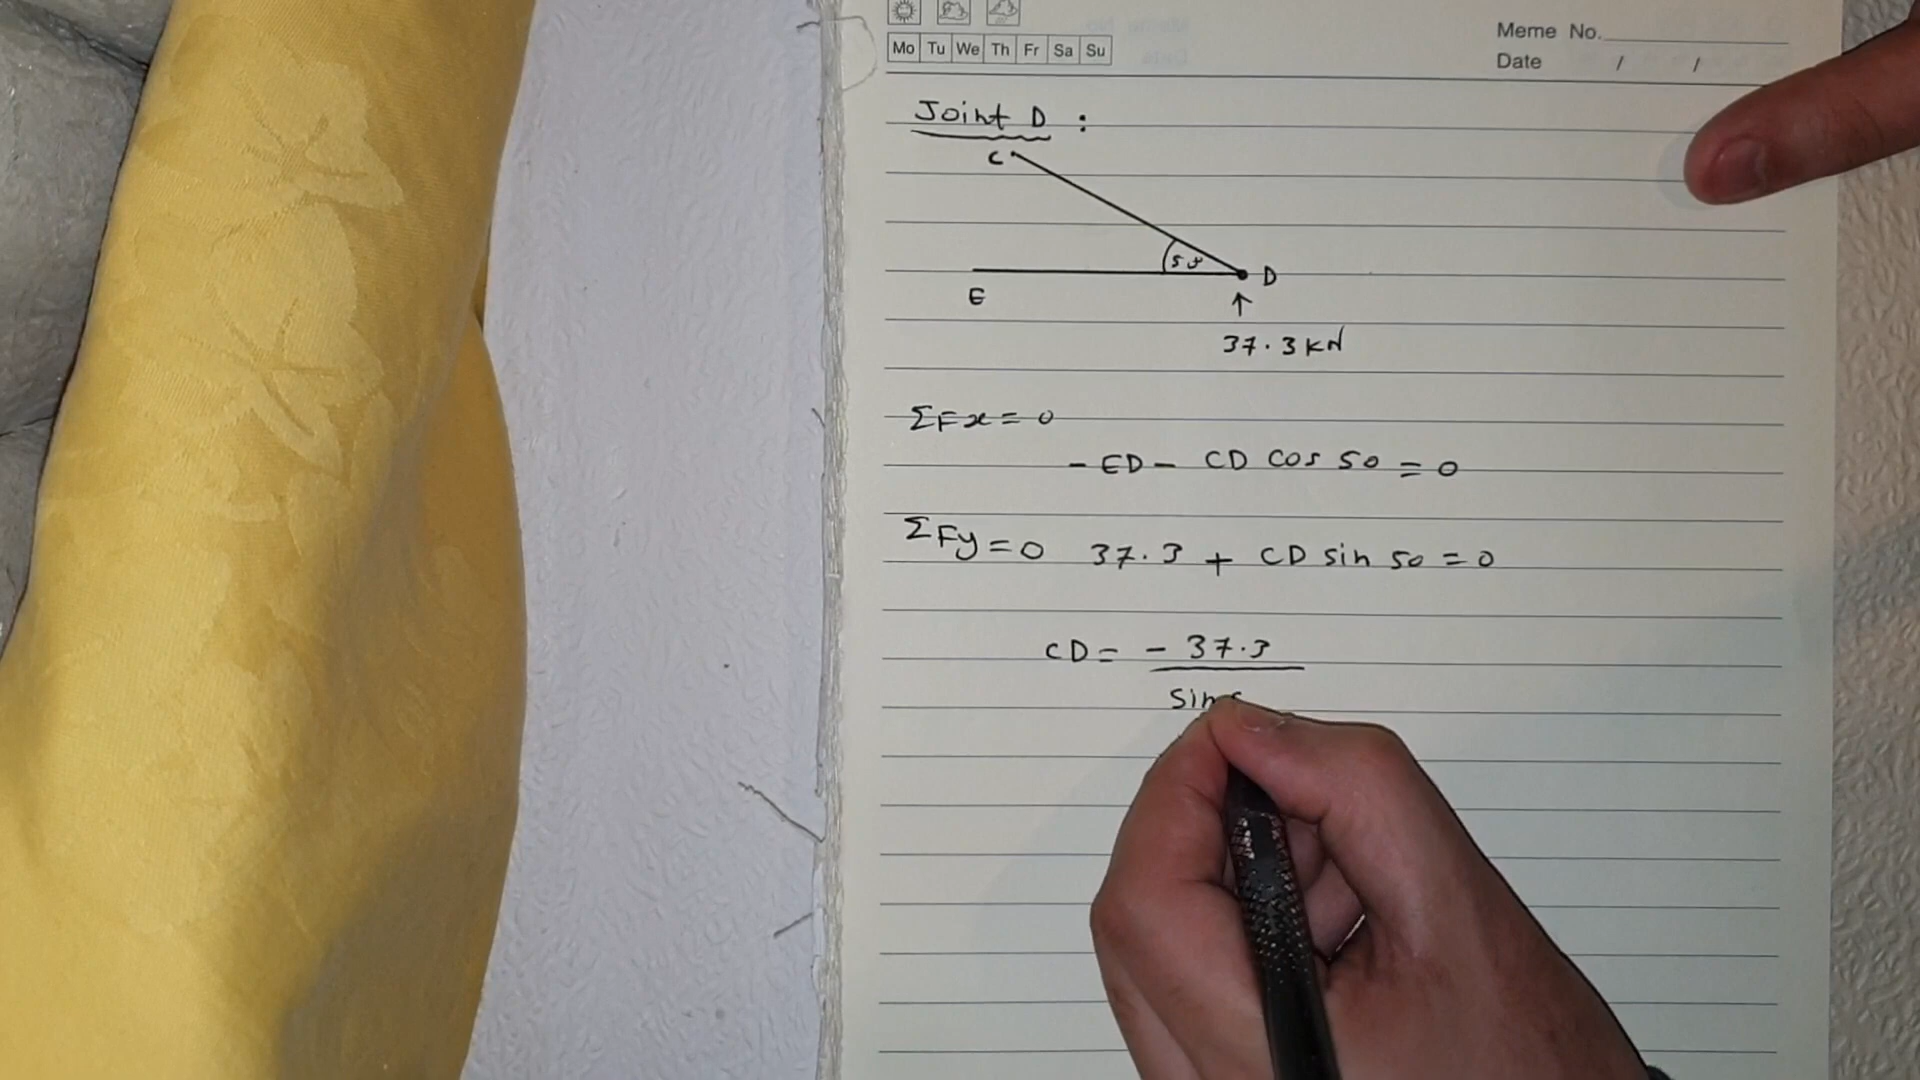 Mo Tu We Th Fr Sa Su
Meme No.
Date / /
Joint D :
C
50°
D
E
↑
37.3 KN
ΣFx = 0
- ED - CD cos 50 = 0
ΣFy = 0 37.3 + CD sin 50 = 0
CD = - 37.3
sin